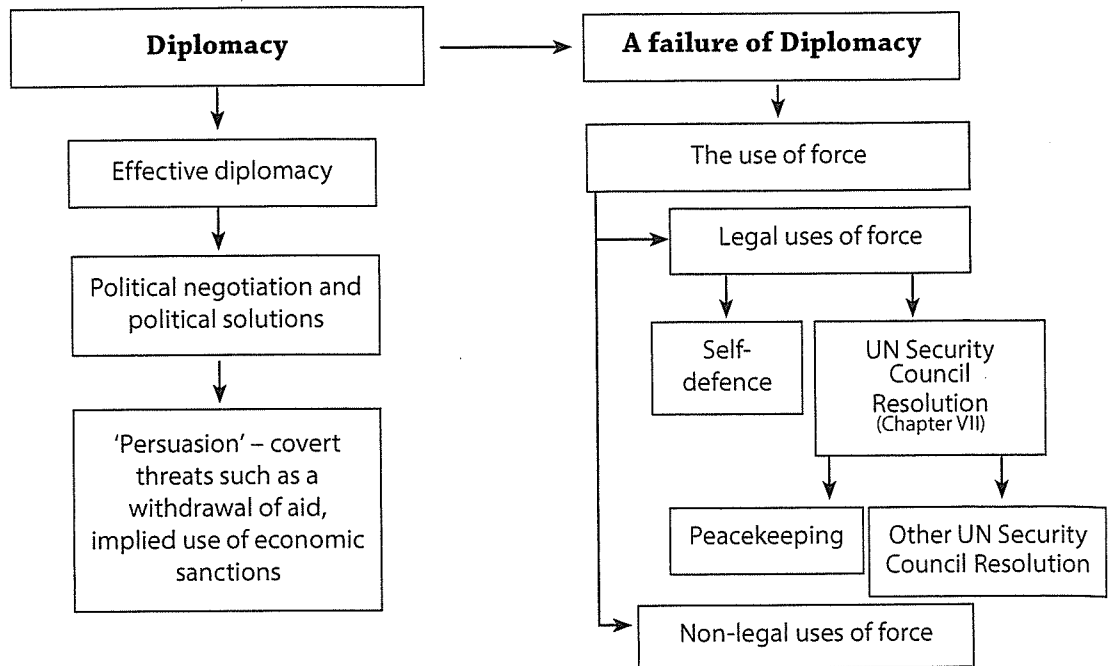 Diplomacy
Effective diplomacy
Political negotiation and
political solutions
‘Persuasion’ – covert
threats such as a
withdrawal of aid,
implied use of economic
sanctions
A failure of Diplomacy
The use of force
Legal uses of force
Self-
defence
UN Security
Council
Resolution
(Chapter VII)
Peacekeeping
Other UN Security
Council Resolution
Non-legal uses of force